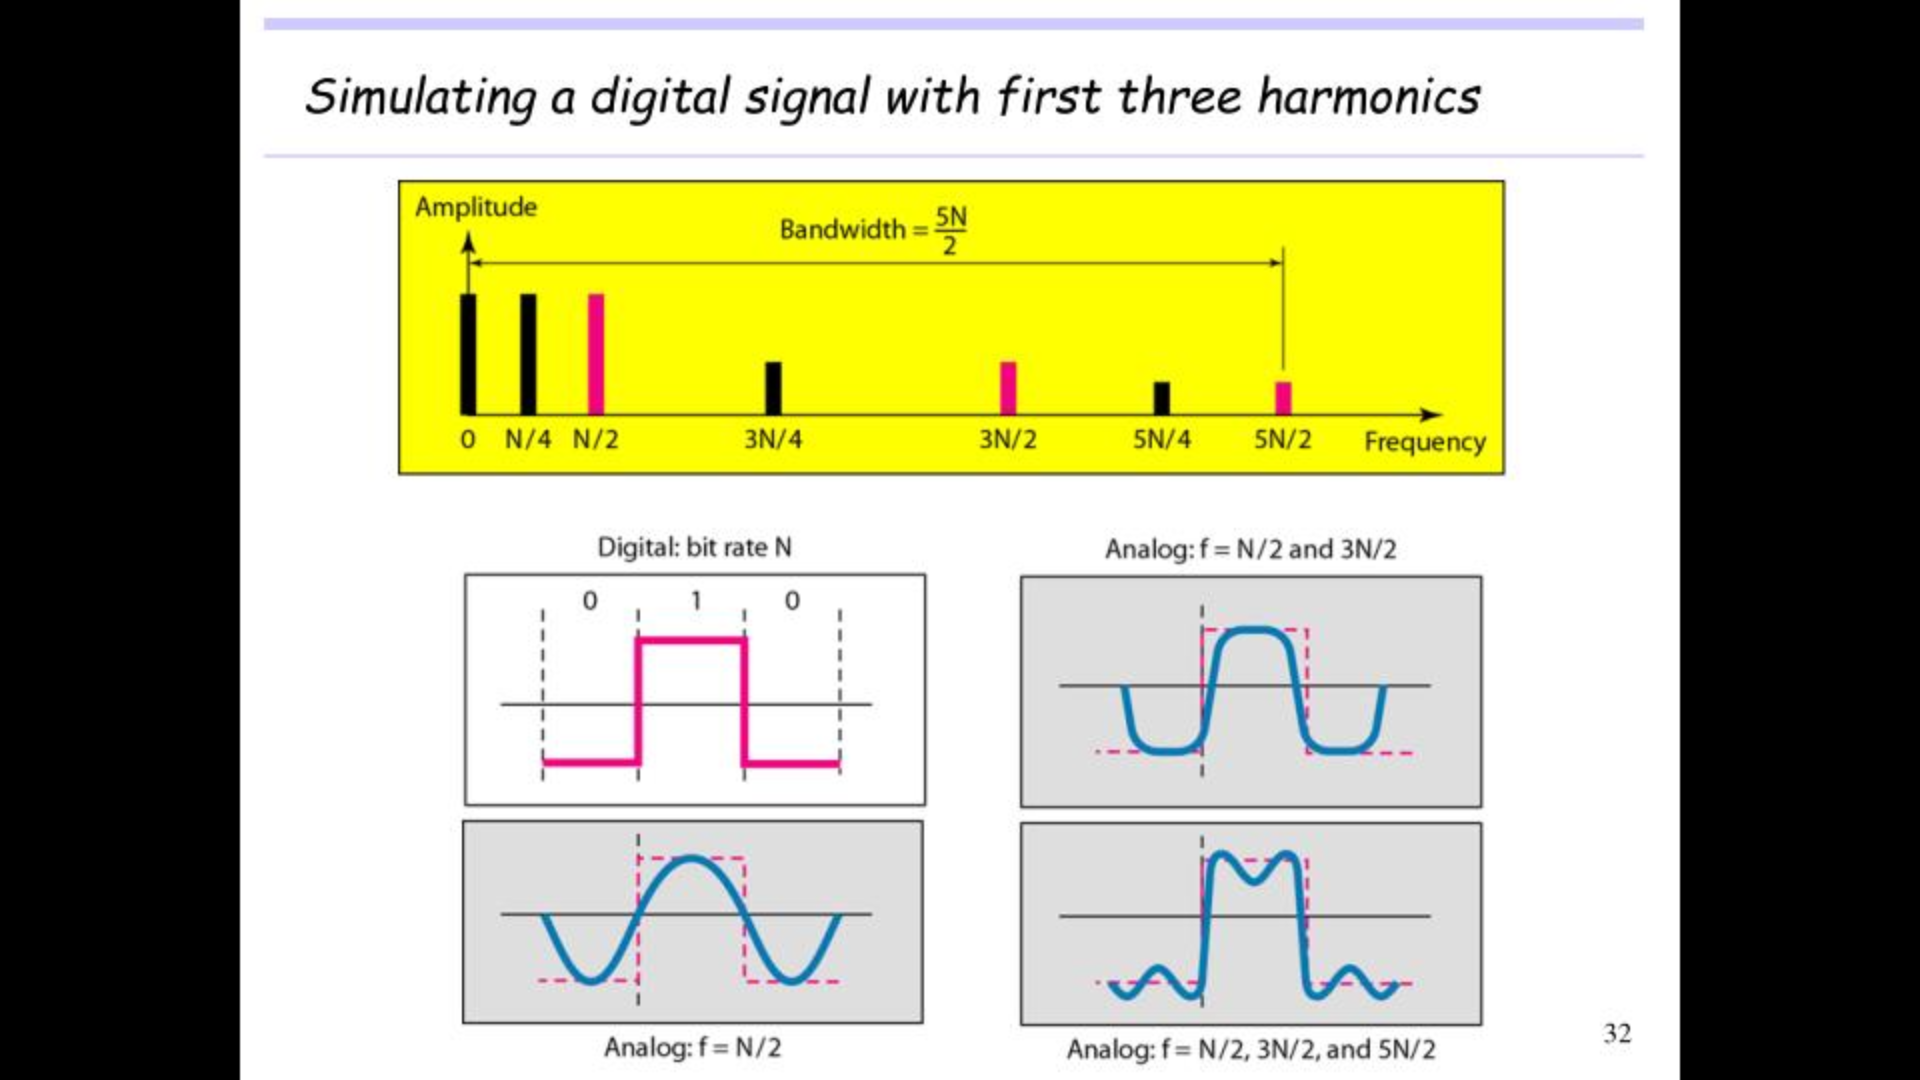 Simulating a digital signal with first three harmonics
Amplitude
Bandwidth = 5N/2
0 N/4 N/2 3N/4 3N/2 5N/4 5N/2 Frequency
Digital: bit rate N
0 1 0
Analog: f = N/2 and 3N/2
Analog: f = N/2
Analog: f = N/2, 3N/2, and 5N/2
32